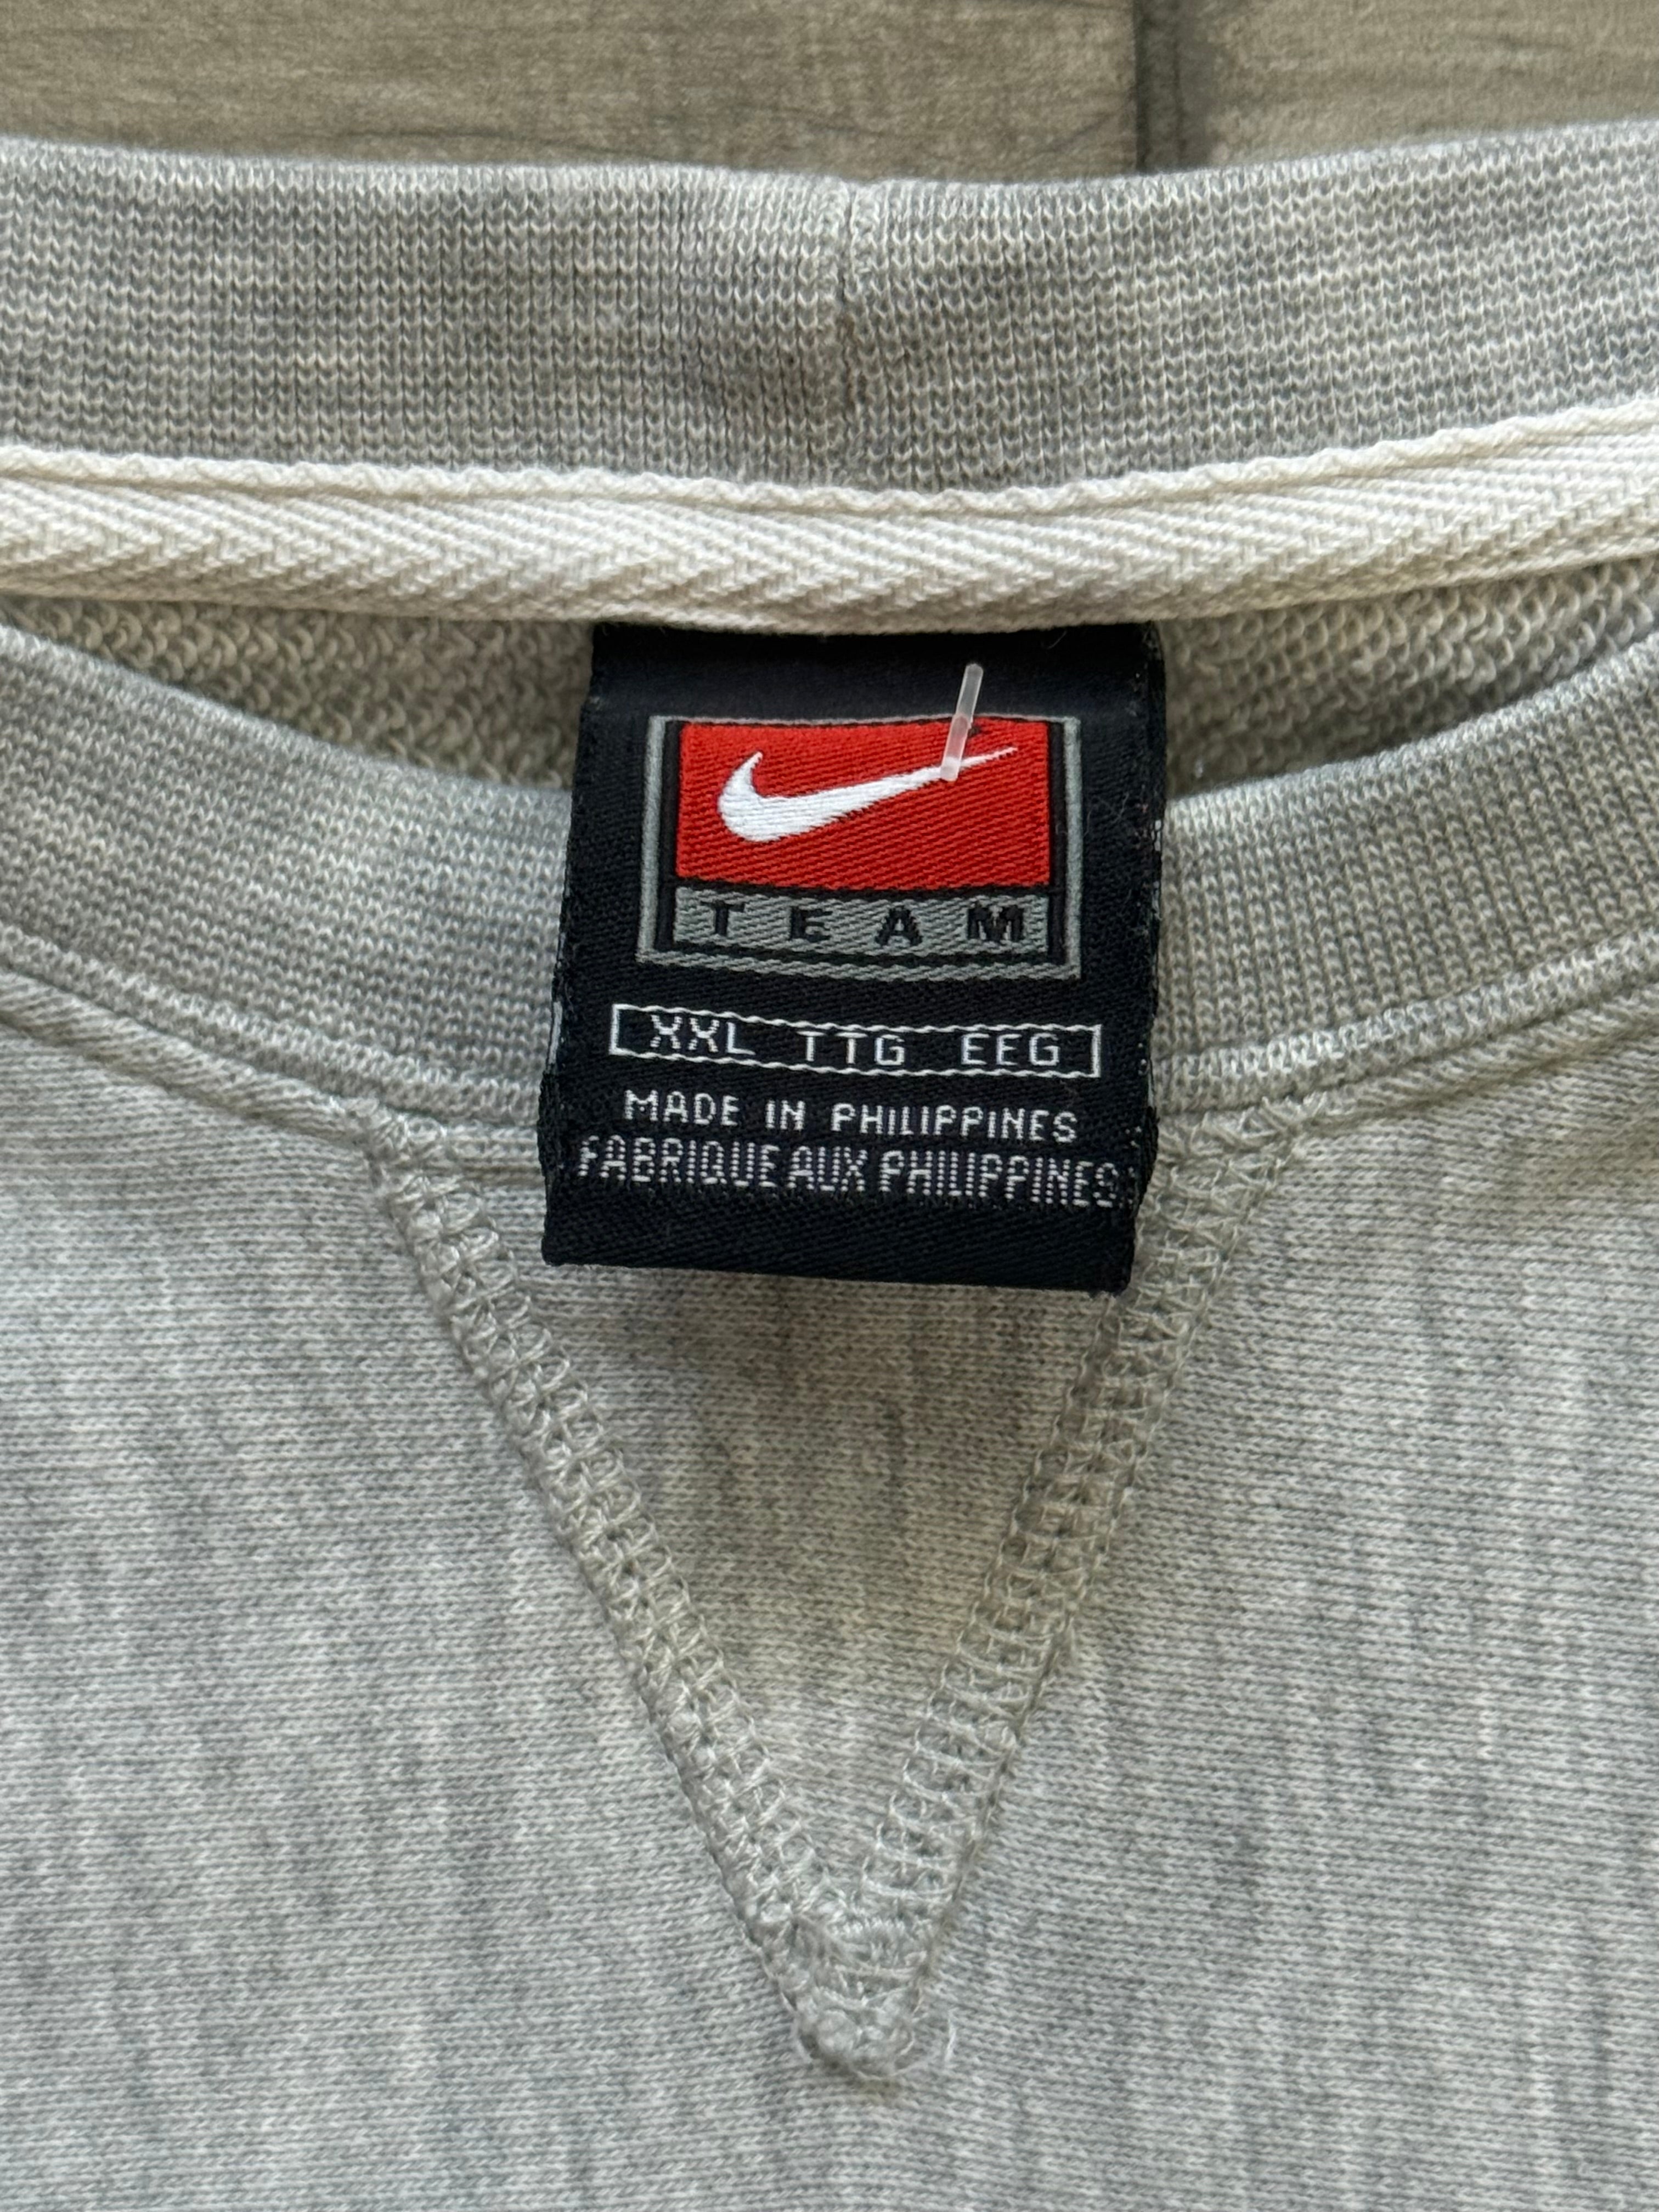 TEAM
XXL TTG EEG
MADE IN PHILIPPINES
FABRIQUE AUX PHILIPPINES